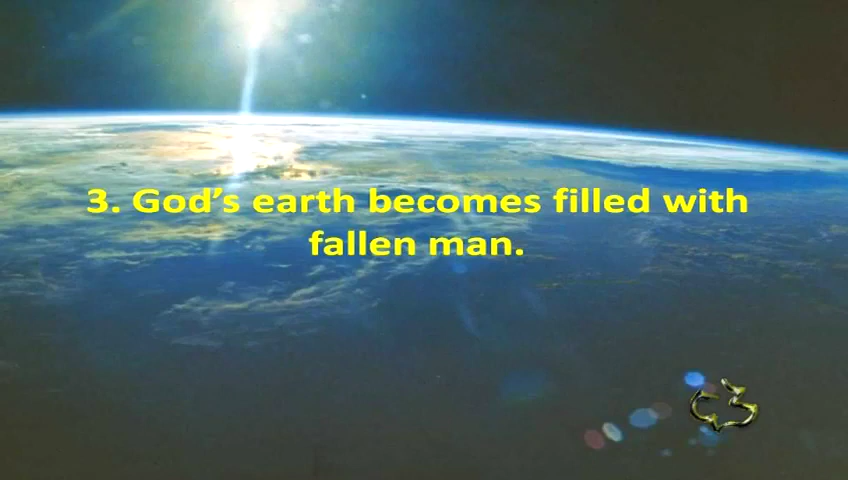 3. God’s earth becomes filled with
fallen man.